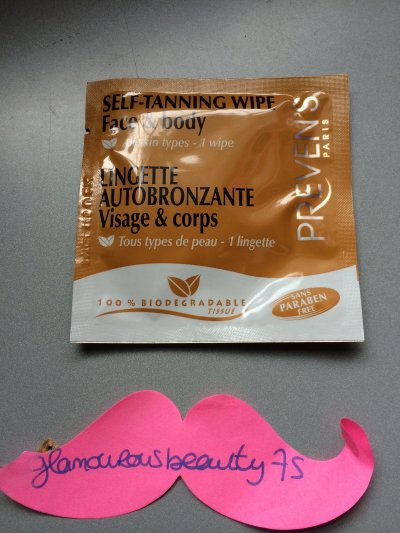 SELF-TANNING WIPE
Face & body
skin types - 1 wipe
LINGETTE
AUTOBRONZANTE
Visage & corps
Tous types de peau - 1 lingette
PREVEN'S
PARIS
100 % BIODEGRADABLE
TISSUE
SANS
PARABEN
FREE
glamourousbeauty7s